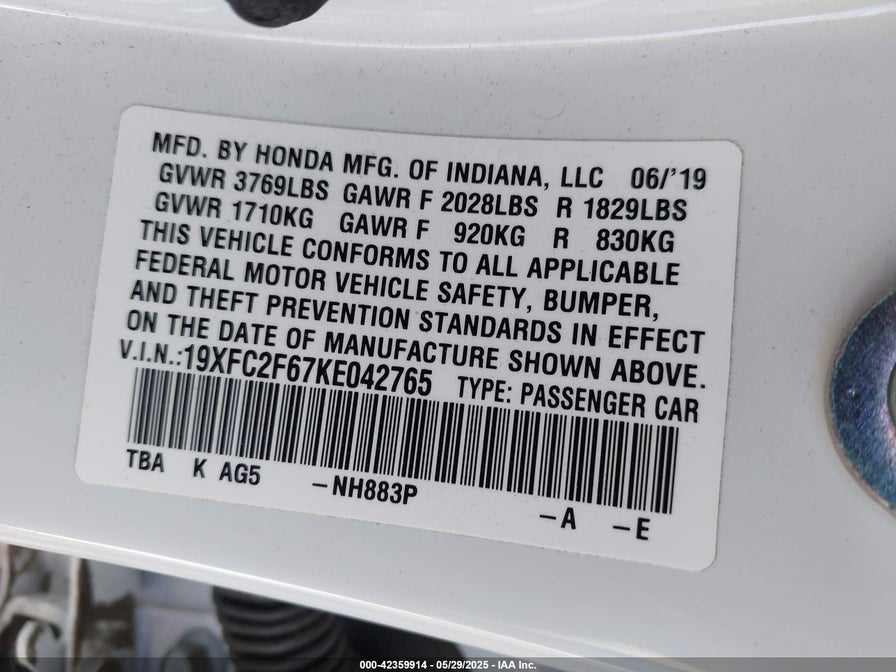 MFD. BY HONDA MFG. OF INDIANA, LLC 06/'19
GVWR 3769LBS GAWR F 2028LBS R 1829LBS
GVWR 1710KG GAWR F 920KG R 830KG
THIS VEHICLE CONFORMS TO ALL APPLICABLE
FEDERAL MOTOR VEHICLE SAFETY, BUMPER,
AND THEFT PREVENTION STANDARDS IN EFFECT
ON THE DATE OF MANUFACTURE SHOWN ABOVE.
V.I.N.:19XFC2F67KE042765 TYPE: PASSENGER CAR
TBA K AG5 -NH883P -A -E
000-42359914 - 05/29/2025 - IAA Inc.